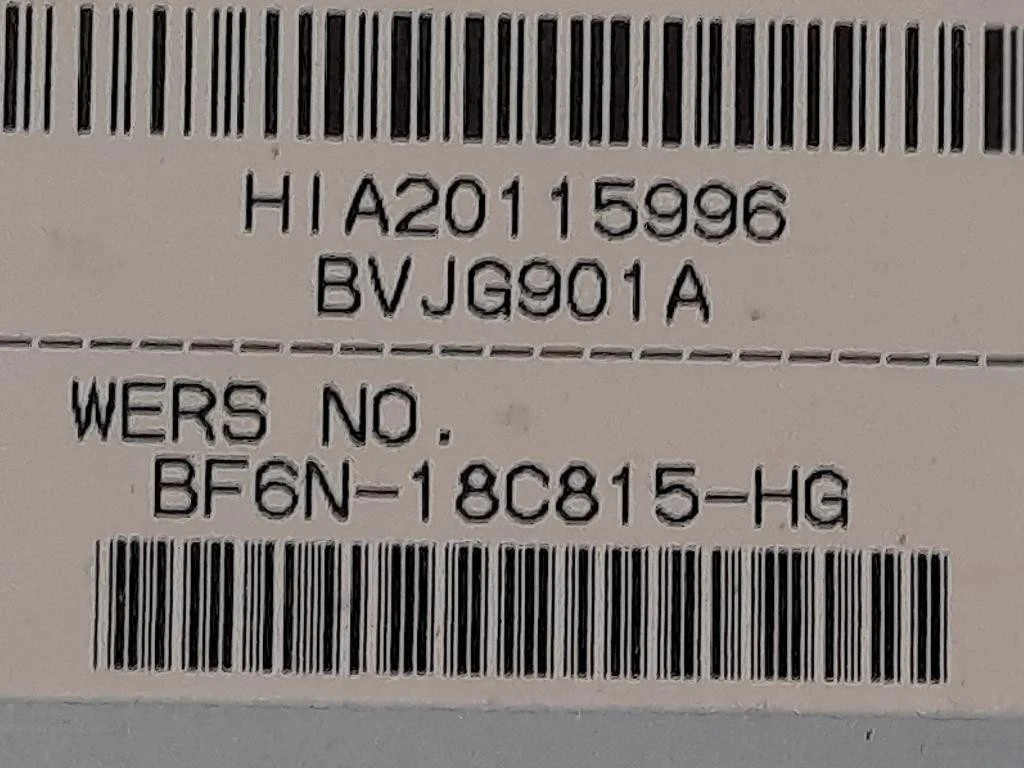 HIA20115996
BVJG901A
WERS NO.
BF6N-18C815-HG